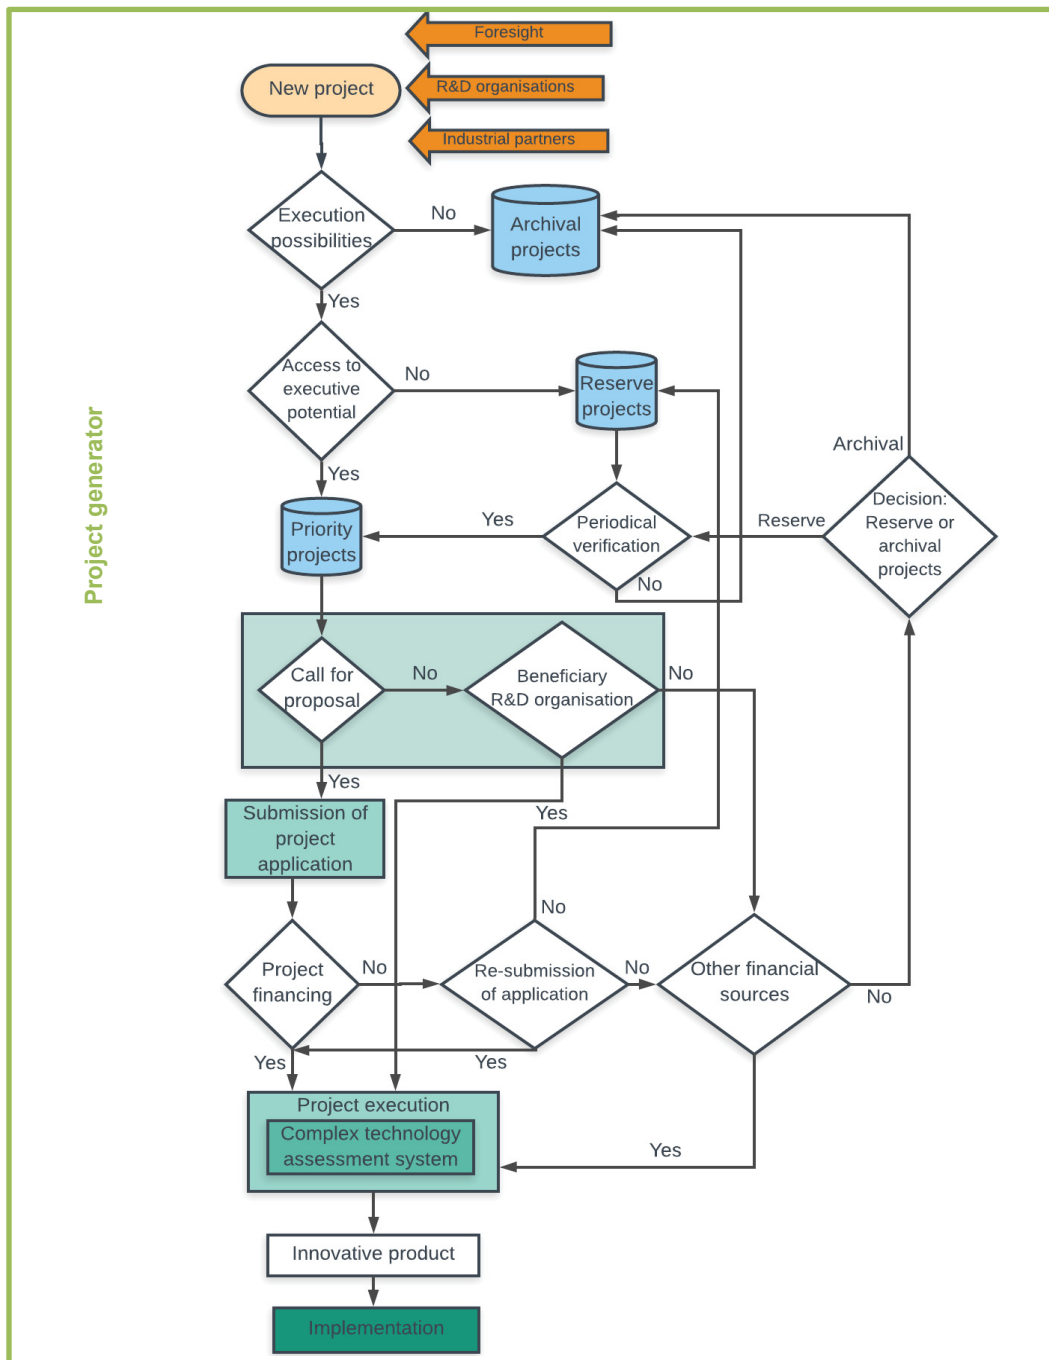 Foresight
New project
R&D organisations
Industrial partners
Execution
possibilities
No
Archival
projects
Yes
Access to
executive
potential
No
Reserve
projects
Archival
Yes
Project generator
Priority
projects
Yes
Periodical
verification
Reserve
Decision:
Reserve or
archival
projects
No
Call for
proposal
No
Beneficiary
R&D organisation
No
Yes
Yes
Submission of
project
application
No
Project
financing
No
Re-submission
of application
No
Other financial
sources
No
Yes
Yes
Project execution
Complex technology
assessment system
Yes
Innovative product
Implementation